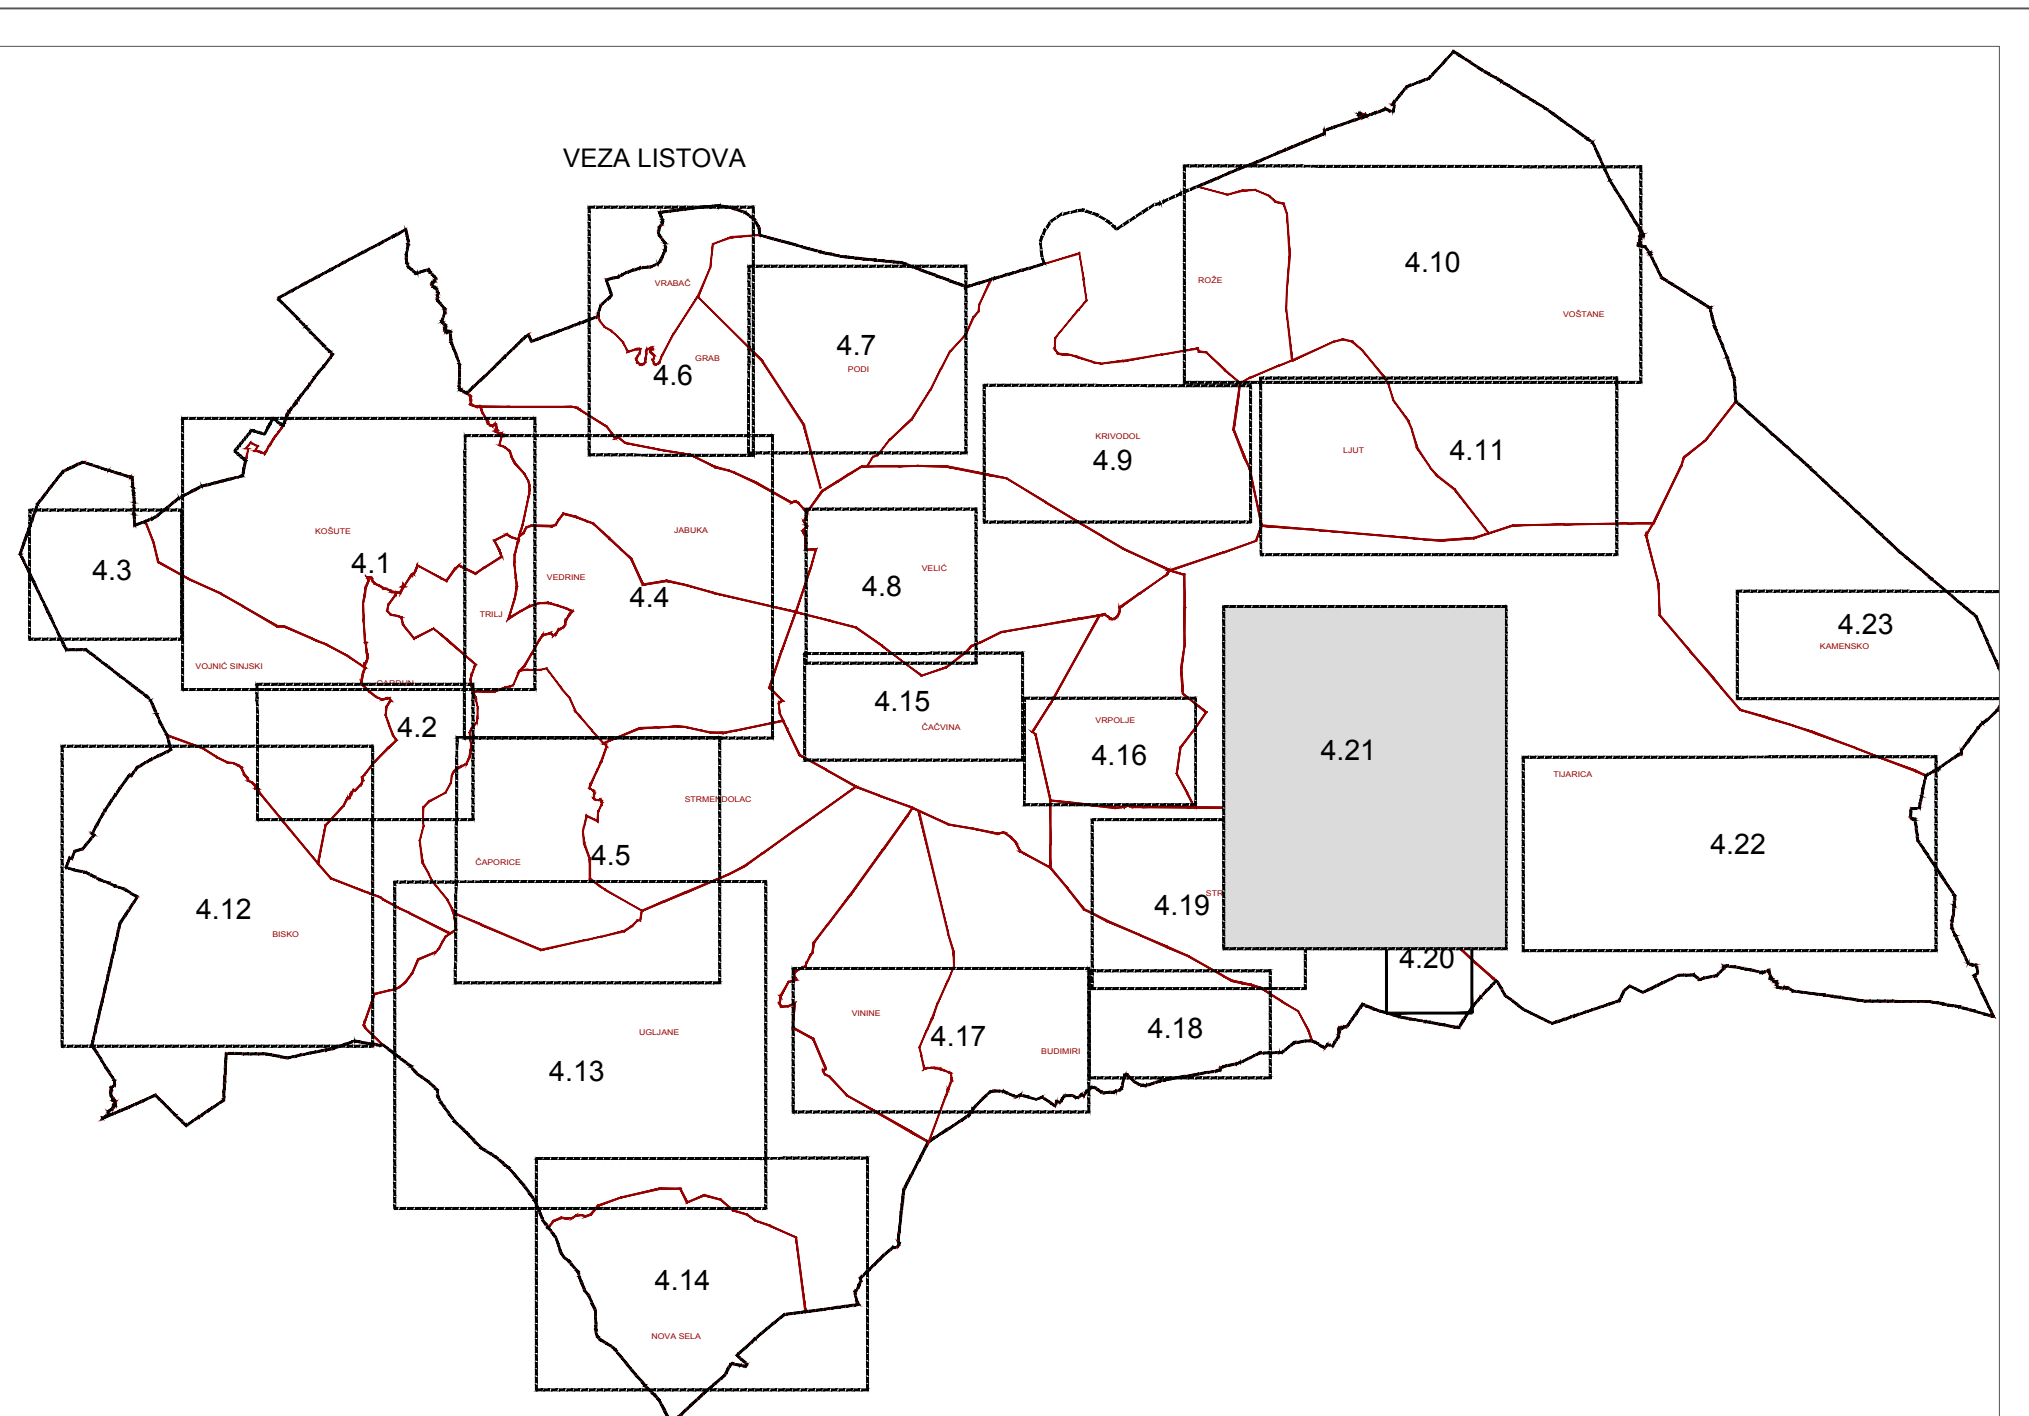 VEZA LISTOVA
4.10
ROŽE
VRABAČ
VOŠTANE
4.7
GRAB
PODI
4.6
KRIVODOL
4.9
LJUT
4.11
KOŠUTE
JABUKA
4.1
4.3
VEDRINE
4.4
VELIĆ
4.8
TRILJ
4.23
KAMENSKO
VOJNIĆ SINJSKI
GARDUN
4.15
ČAČVINA
4.2
VRPOLJE
4.16
4.21
TIJARICA
STRMENDOLAC
4.22
ČAPORICE
4.5
STR
4.19
4.12
BISKO
4.20
VININE
4.17
4.18
UGLJANE
BUDIMIRI
4.13
4.14
NOVA SELA